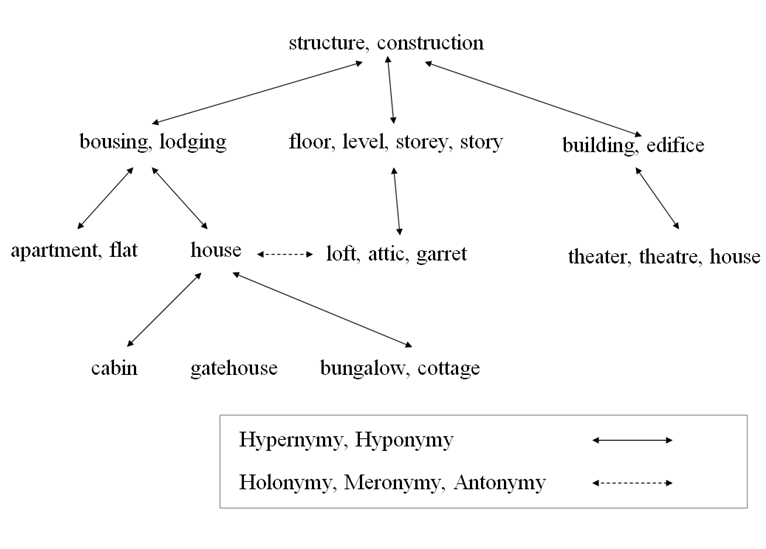 structure, construction
bousing, lodging
floor, level, storey, story
building, edifice
apartment, flat
house
loft, attic, garret
theater, theatre, house
cabin
gatehouse
bungalow, cottage
Hypernymy, Hyponymy
Holonymy, Meronymy, Antonymy